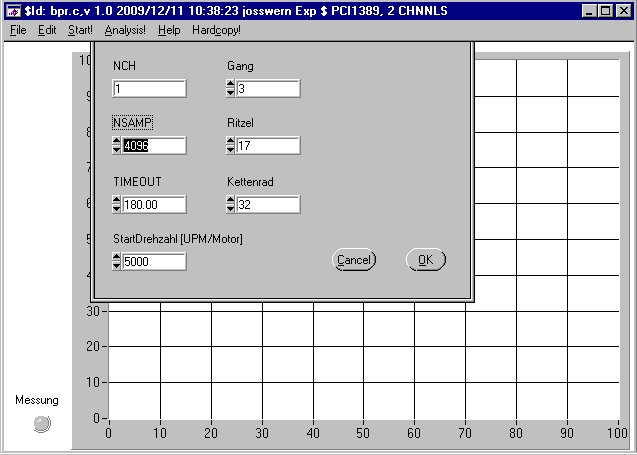 $Id: bpr.c,v 1.0 2009/12/11 10:38:23 josswern Exp $ PCI1389, 2 CHNNLS
File Edit Start! Analysis! Help Hardcopy!
NCH Gang
1 3
NSAMP Ritzel
4096 17
TIMEOUT Kettenrad
180.00 32
StartDrehzahl [UPM/Motor]
5000
Cancel OK
30
20
10
0
0 10 20 30 40 50 60 70 80 90 100
Messung